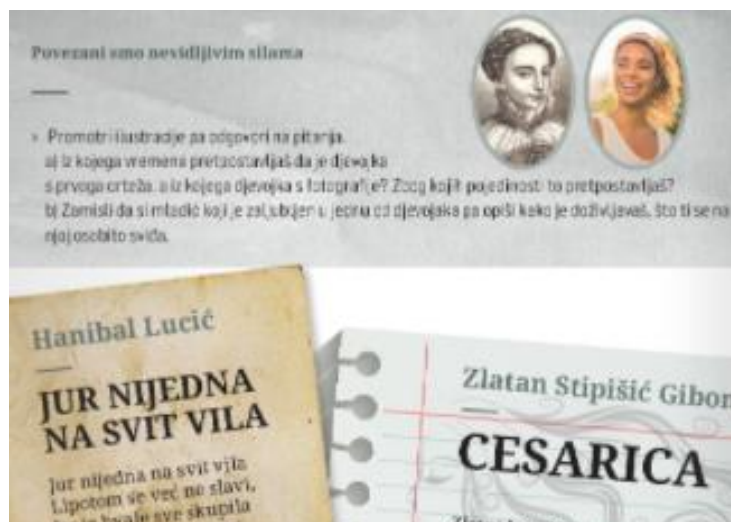 Povezani smo nevidljivim silama
» Promotri ilustracije pa odgovori na pitanja.
a) Iz kojega vremena pretpostavljaš da je djevojka
s prvoga crteža, a iz kojega djevojka s fotografije? Zbog kojih pojedinosti to pretpostavljaš?
b) Zamisli da si mladić koji je zaljubljen u jednu od djevojaka pa opiši kako je doživljavaš, što ti se na
njoj osobito sviđa.
Hanibal Lucić
JUR NIJEDNA
NA SVIT VILA
Jur nijedna na svit vila
Lipotom se već ne slavi,
hvale sve skupila
Zlatan Stipišić Gibon
CESARICA